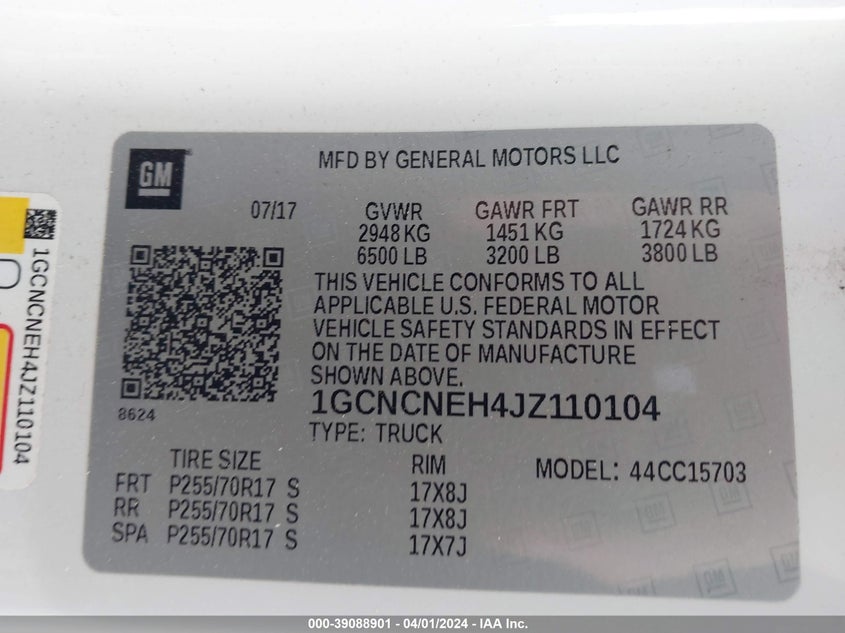 GM
MFD BY GENERAL MOTORS LLC
07/17 GVWR GAWR FRT GAWR RR
2948 KG 1451 KG 1724 KG
6500 LB 3200 LB 3800 LB
THIS VEHICLE CONFORMS TO ALL
APPLICABLE U.S. FEDERAL MOTOR
VEHICLE SAFETY STANDARDS IN EFFECT
ON THE DATE OF MANUFACTURE
SHOWN ABOVE.
8624
1GCNCNEH4JZ110104
TYPE: TRUCK
TIRE SIZE RIM MODEL: 44CC15703
FRT P255/70R17 S 17X8J
RR P255/70R17 S 17X8J
SPA P255/70R17 S 17X7J
1GCNCNEH4JZ110104
000-39088901 - 04/01/2024 - IAA Inc.